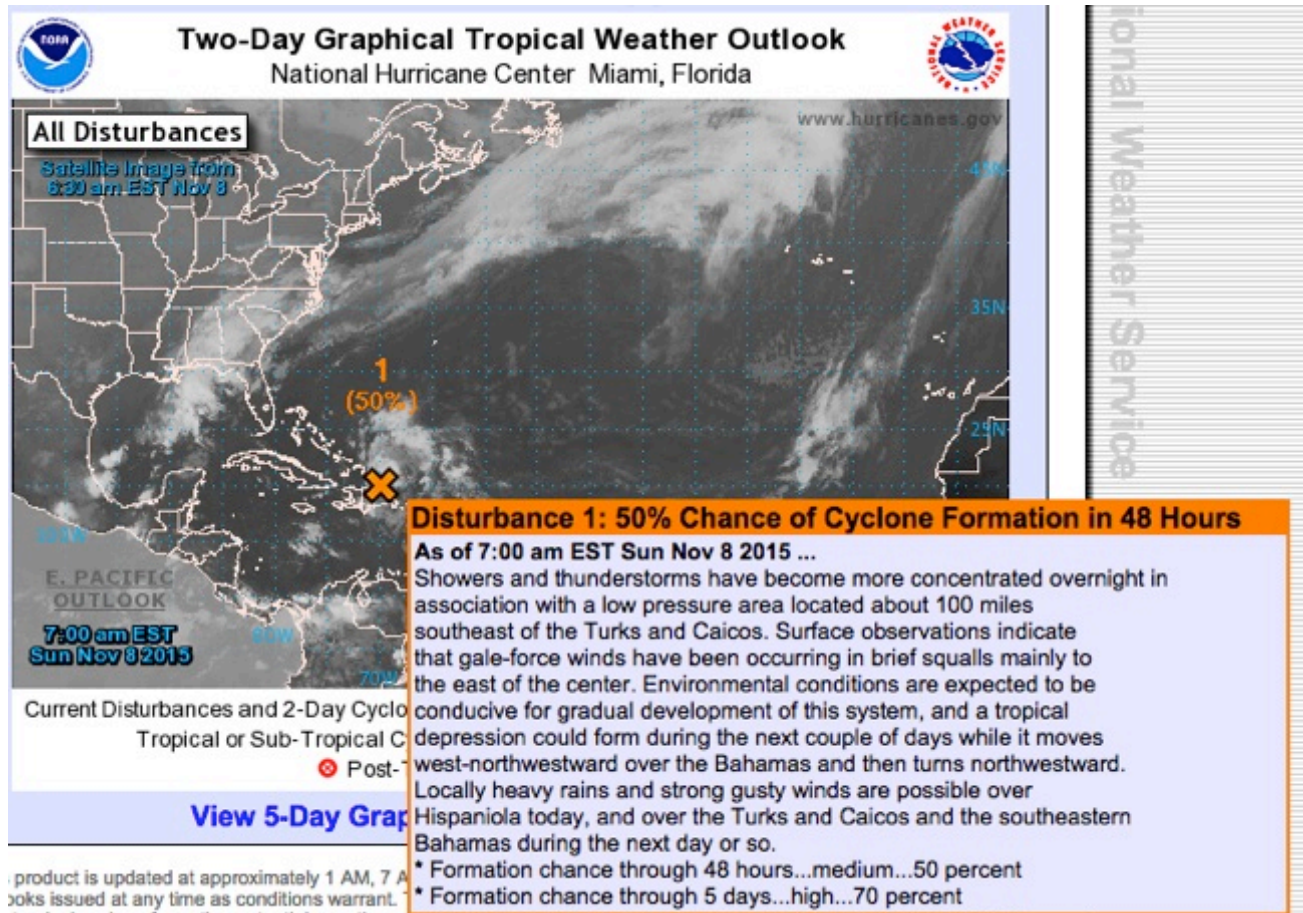 NOAA
Two-Day Graphical Tropical Weather Outlook
National Hurricane Center Miami, Florida
NATIONAL WEATHER SERVICE
ional Weather Service
www.hurricanes.gov
All Disturbances
Satellite Image from
6:30 am EST Nov 8
45N
35N
1
(50%)
25N
100W
E. PACIFIC
OUTLOOK
7:00 am EST
Sun Nov 8 2015
80W
70W
Disturbance 1: 50% Chance of Cyclone Formation in 48 Hours
As of 7:00 am EST Sun Nov 8 2015 ...
Showers and thunderstorms have become more concentrated overnight in
association with a low pressure area located about 100 miles
southeast of the Turks and Caicos. Surface observations indicate
that gale-force winds have been occurring in brief squalls mainly to
the east of the center. Environmental conditions are expected to be
conducive for gradual development of this system, and a tropical
depression could form during the next couple of days while it moves
west-northwestward over the Bahamas and then turns northwestward.
Locally heavy rains and strong gusty winds are possible over
Hispaniola today, and over the Turks and Caicos and the southeastern
Bahamas during the next day or so.
* Formation chance through 48 hours...medium...50 percent
* Formation chance through 5 days...high...70 percent
Current Disturbances and 2-Day Cyclo
Tropical or Sub-Tropical C
Post-T
View 5-Day Grap
product is updated at approximately 1 AM, 7 A
ooks issued at any time as conditions warrant.